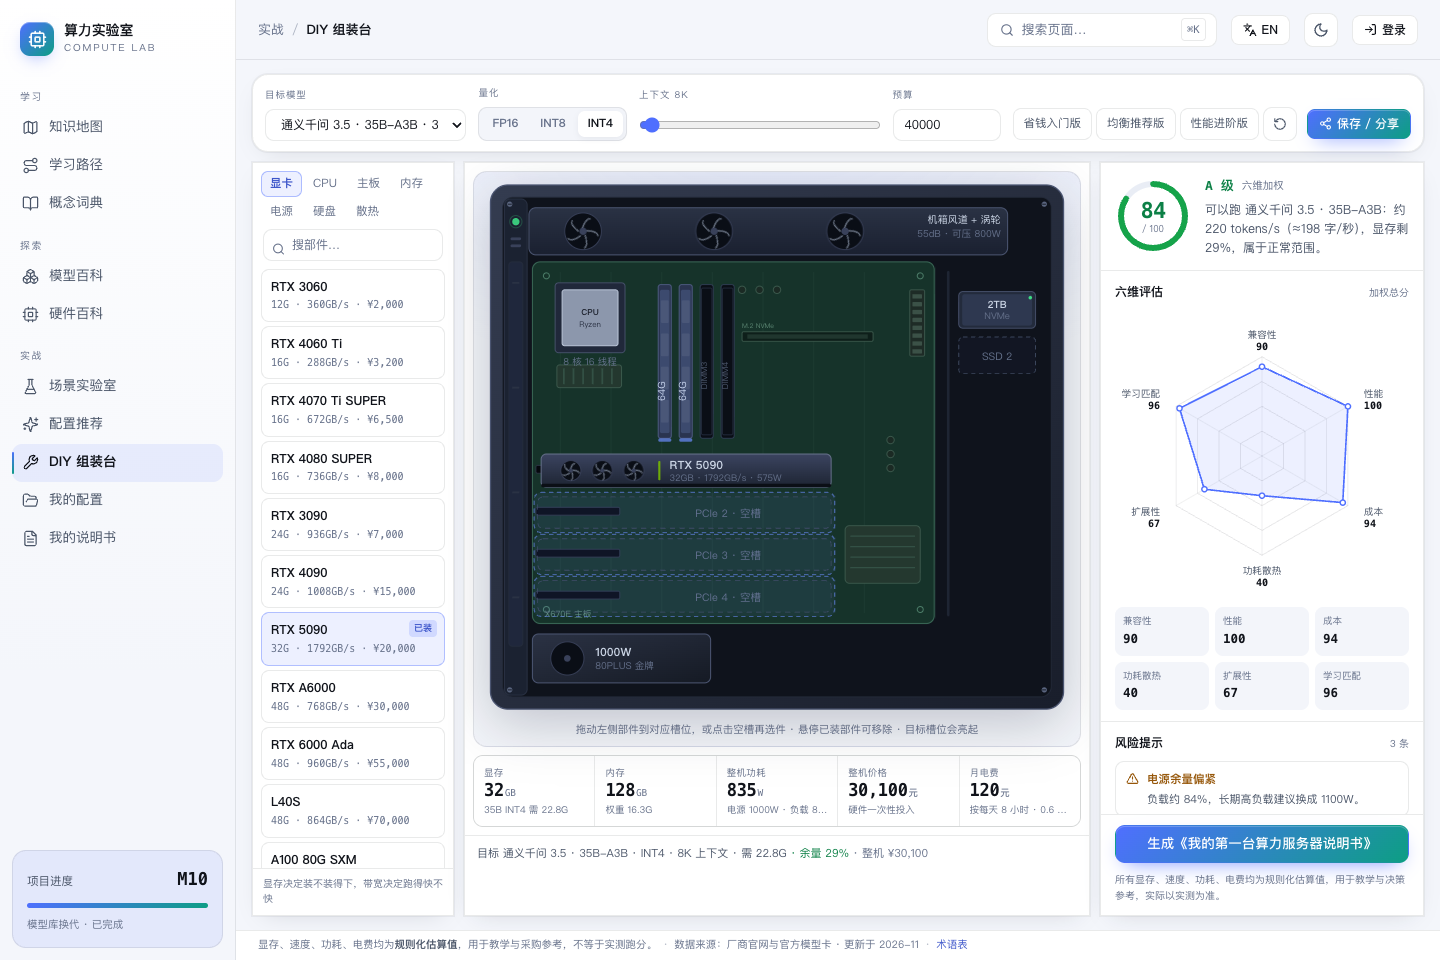 算力实验室
COMPUTE LAB
学习
知识地图
学习路径
概念词典
探索
模型百科
硬件百科
实战
场景实验室
配置推荐
DIY 组装台
我的配置
我的说明书
项目进度
M10
模型库换代 · 已完成
实战 / DIY 组装台
搜索页面...
⌘K
EN
登录
目标模型
通义千问 3.5 · 35B-A3B · 3
量化
FP16 INT8 INT4
上下文 8K
预算
40000
省钱入门版
均衡推荐版
性能进阶版
保存 / 分享
显卡 CPU 主板 内存
电源 硬盘 散热
搜部件...
RTX 3060
12G · 360GB/s · ¥2,000
RTX 4060 Ti
16G · 288GB/s · ¥3,200
RTX 4070 Ti SUPER
16G · 672GB/s · ¥6,500
RTX 4080 SUPER
16G · 736GB/s · ¥8,000
RTX 3090
24G · 936GB/s · ¥7,000
RTX 4090
24G · 1008GB/s · ¥15,000
RTX 5090
已装
32G · 1792GB/s · ¥20,000
RTX A6000
48G · 768GB/s · ¥30,000
RTX 6000 Ada
48G · 960GB/s · ¥55,000
L40S
48G · 864GB/s · ¥70,000
A100 80G SXM
显存决定装不装得下，带宽决定跑得快不
快
机箱风道 + 涡轮
55dB · 可压 800W
CPU
Ryzen
8 核 16 线程
64G
64G
DIMM3
DIMM4
M.2 NVMe
2TB
NVMe
SSD 2
RTX 5090
32GB · 1792GB/s · 575W
PCIe 2 · 空槽
PCIe 3 · 空槽
PCIe 4 · 空槽
X670E 主板
1000W
80PLUS 金牌
拖动左侧部件到对应槽位，或点击空槽再选件 · 悬停已装部件可移除 · 目标槽位会亮起
显存
32GB
35B INT4 需 22.8G
内存
128GB
权重 16.3G
整机功耗
835W
电源 1000W · 负载 8...
整机价格
30,100元
硬件一次性投入
月电费
120元
按每天 8 小时 · 0.6 ...
目标 通义千问 3.5 · 35B-A3B · INT4 · 8K 上下文 · 需 22.8G · 余量 29% · 整机 ¥30,100
84
/ 100
A 级 六维加权
可以跑 通义千问 3.5 · 35B-A3B：约
220 tokens/s（≈198 字/秒），显存剩
29%，属于正常范围。
六维评估
加权总分
兼容性
90
性能
100
成本
94
功耗散热
40
扩展性
67
学习匹配
96
兼容性
90
性能
100
成本
94
功耗散热
40
扩展性
67
学习匹配
96
风险提示
3 条
电源余量偏紧
负载约 84%，长期高负载建议换成 1100W。
生成《我的第一台算力服务器说明书》
所有显存、速度、功耗、电费均为规则化估算值，用于教学与决策
参考，实际以实测为准。
显存、速度、功耗、电费均为规则化估算值，用于教学与采购参考，不等于实测跑分。 · 数据来源：厂商官网与官方模型卡 · 更新于 2026-11 · 术语表